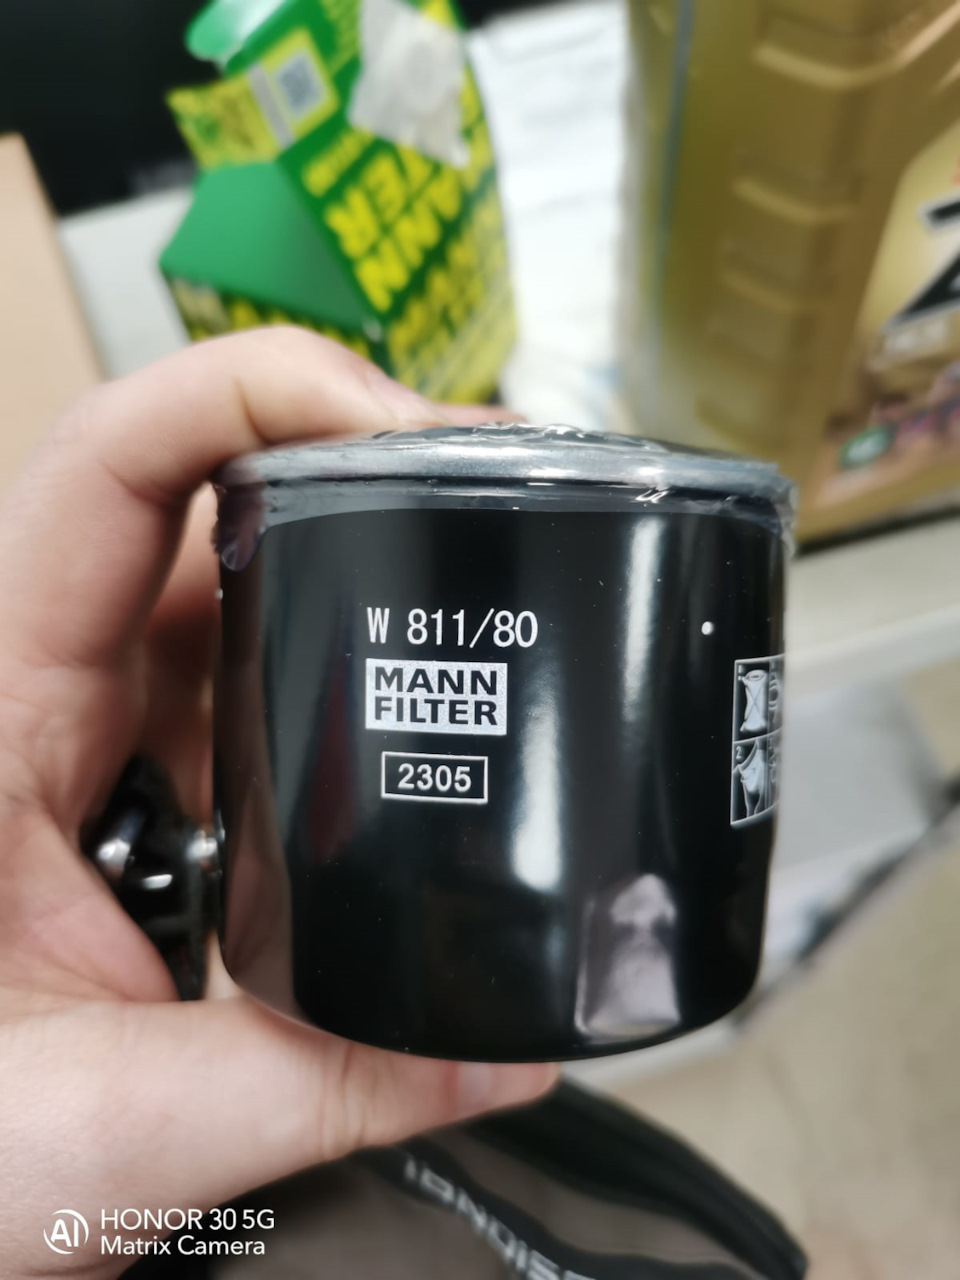 W 811/80
MANN
FILTER
2305
HONOR 30 5G
Matrix Camera